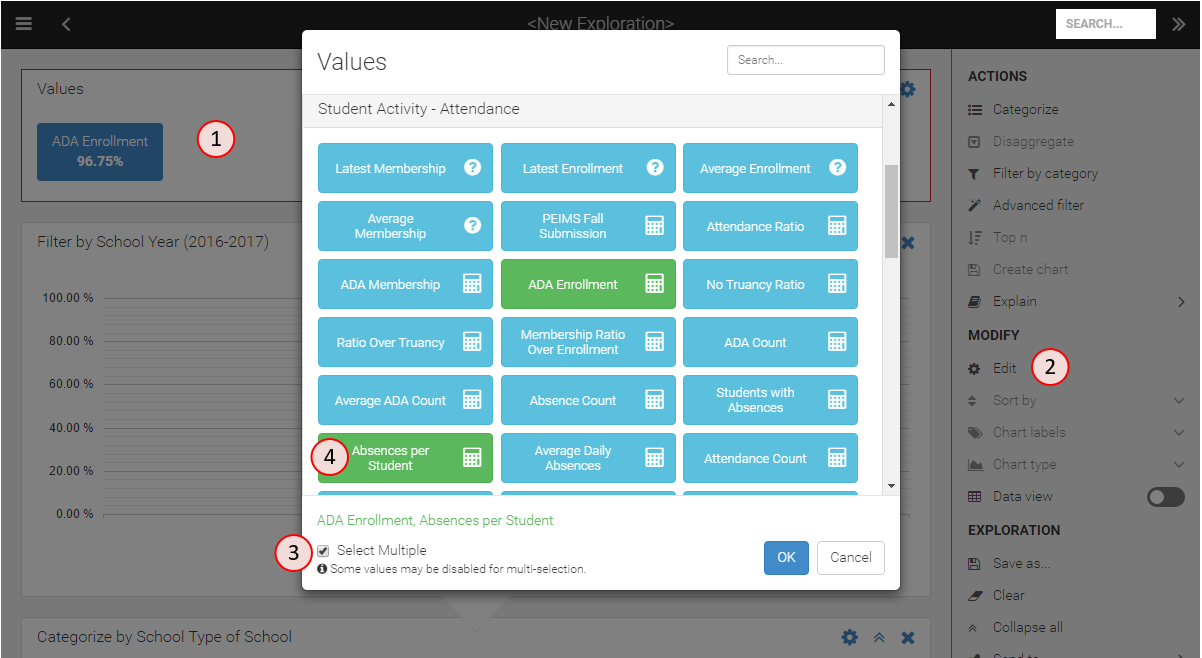 <New Exploration>
SEARCH...
Values
1
ADA Enrollment
96.75%
Filter by School Year (2016-2017)
100.00 %
80.00 %
60.00 %
40.00 %
20.00 %
0.00 %
Categorize by School Type of School
Values
Search...
Student Activity - Attendance
Latest Membership ?
Latest Enrollment ?
Average Enrollment ?
Average
Membership ?
PEIMS Fall
Submission
Attendance Ratio
ADA Membership
ADA Enrollment
No Truancy Ratio
Ratio Over Truancy
Membership Ratio
Over Enrollment
ADA Count
Average ADA Count
Absence Count
Students with
Absences
4
Absences per
Student
Average Daily
Absences
Attendance Count
ADA Enrollment, Absences per Student
3
Select Multiple
Some values may be disabled for multi-selection.
OK
Cancel
ACTIONS
Categorize
Disaggregate
Filter by category
Advanced filter
Top n
Create chart
Explain
MODIFY
Edit
2
Sort by
Chart labels
Chart type
Data view
EXPLORATION
Save as...
Clear
Collapse all
Send to